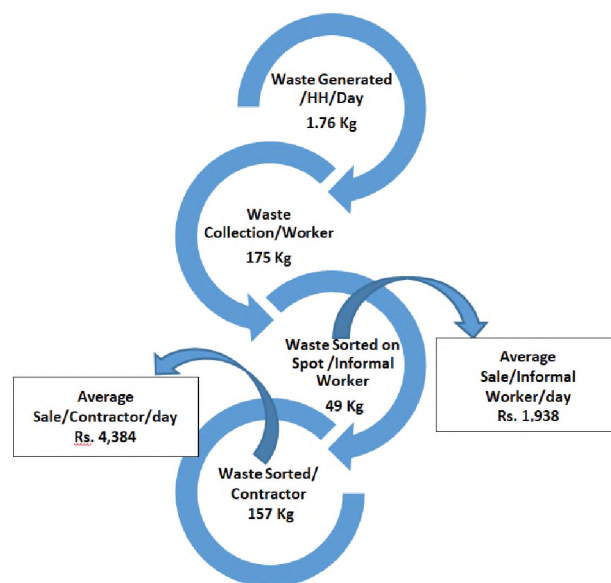 Waste Generated
/HH/Day
1.76 Kg
Waste
Collection/Worker
175 Kg
Waste Sorted on
Spot /Informal
Worker
49 Kg
Average
Sale/Informal
Worker/day
Rs. 1,938
Average
Sale/Contractor/day
Rs. 4,384
Waste Sorted/
Contractor
157 Kg